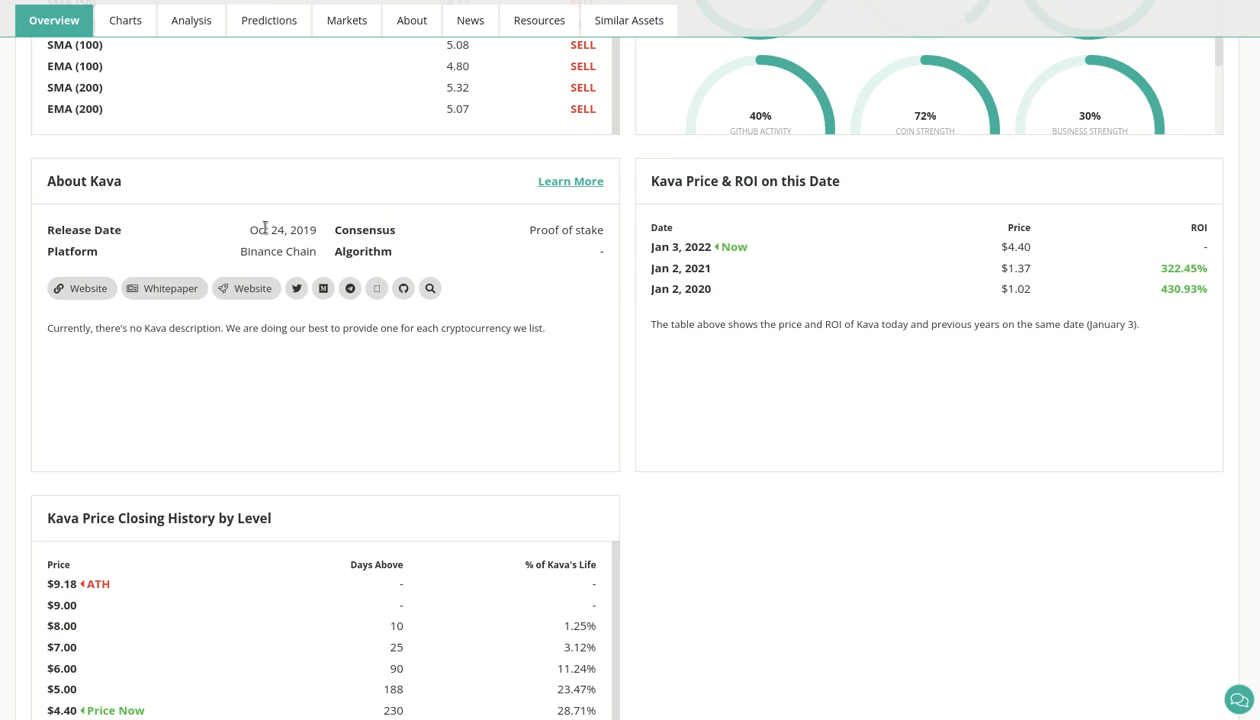 Overview Charts Analysis Predictions Markets About News Resources Similar Assets
SMA (100) 5.08 SELL
EMA (100) 4.80 SELL
SMA (200) 5.32 SELL
EMA (200) 5.07 SELL
40% 72% 30%
GITHUB ACTIVITY COIN STRENGTH BUSINESS STRENGTH
About Kava Learn More
Release Date Oct 24, 2019 Consensus Proof of stake
Platform Binance Chain Algorithm -
Website Whitepaper Website
Currently, there's no Kava description. We are doing our best to provide one for each cryptocurrency we list.
Kava Price & ROI on this Date
Date Price ROI
Jan 3, 2022 Now $4.40 -
Jan 2, 2021 $1.37 322.45%
Jan 2, 2020 $1.02 430.93%
The table above shows the price and ROI of Kava today and previous years on the same date (January 3).
Kava Price Closing History by Level
Price Days Above % of Kava's Life
$9.18 ATH - -
$9.00 - -
$8.00 10 1.25%
$7.00 25 3.12%
$6.00 90 11.24%
$5.00 188 23.47%
$4.40 Price Now 230 28.71%